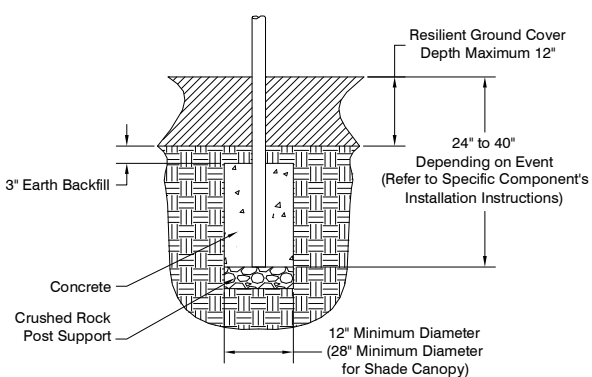 Resilient Ground Cover
Depth Maximum 12"
24" to 40"
Depending on Event
(Refer to Specific Component's
Installation Instructions)
3" Earth Backfill
Concrete
Crushed Rock
Post Support
12" Minimum Diameter
(28" Minimum Diameter
for Shade Canopy)